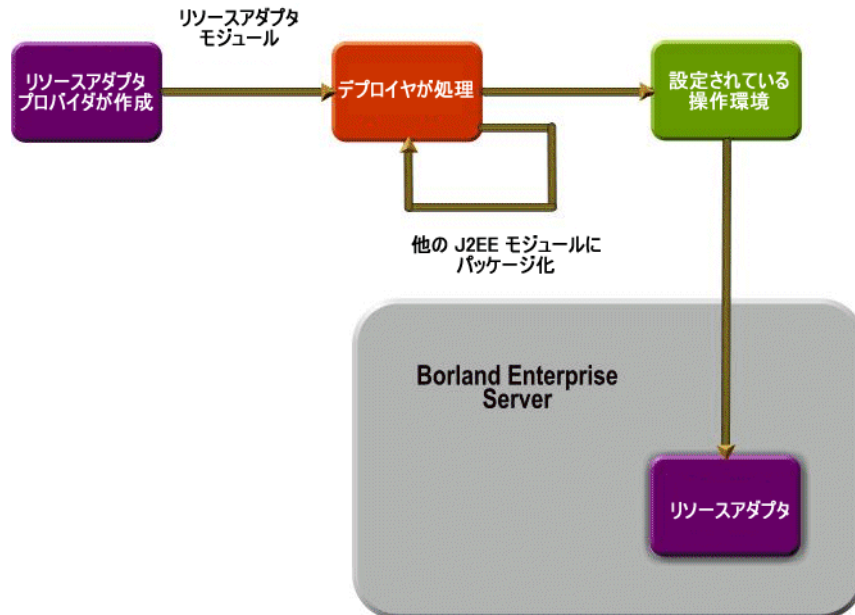 リソースアダプタ
モジュール
リソースアダプタ
プロバイダが作成
デプロイヤが処理
設定されている
操作環境
他の J2EE モジュールに
パッケージ化
Borland Enterprise
Server
リソースアダプタ